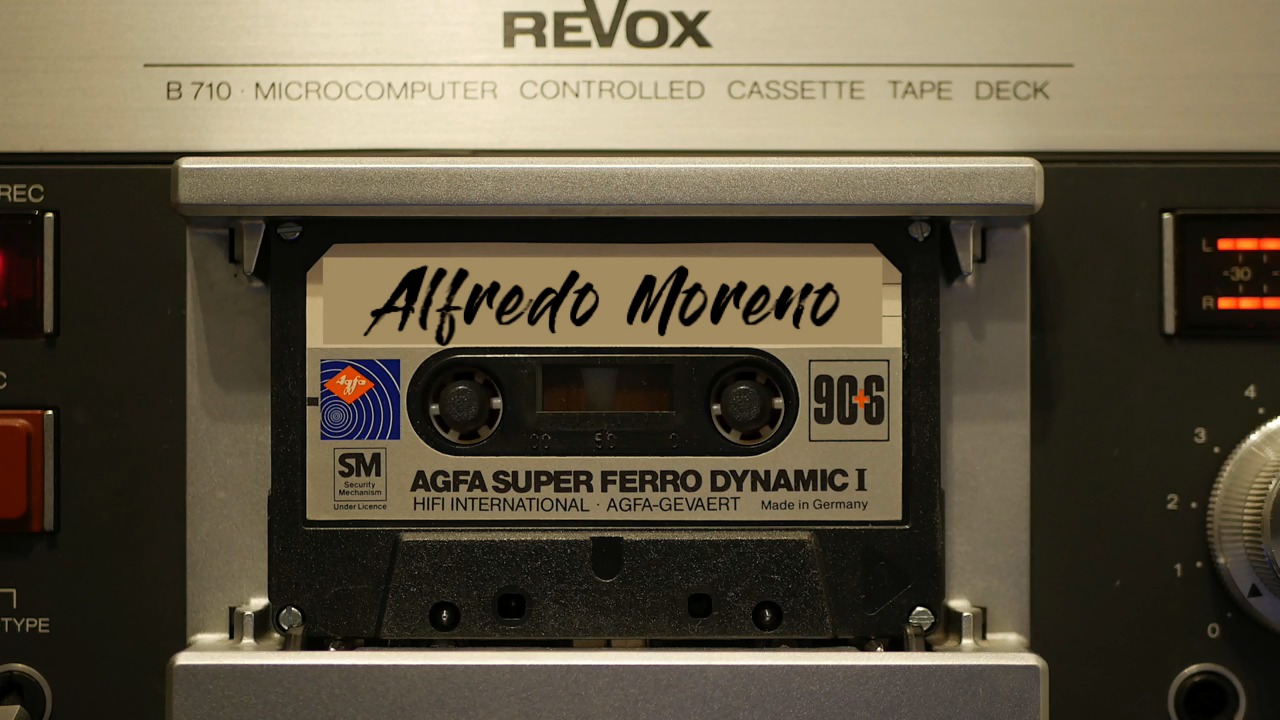 REVOX
B 710 · MICROCOMPUTER CONTROLLED CASSETTE TAPE DECK
REC
L
-30
R
Alfredo Moreno
Agfa
90+6
SM
Security
Mechanism
Under Licence
AGFA SUPER FERRO DYNAMIC I
HIFI INTERNATIONAL · AGFA-GEVAERT Made in Germany
4
3
2
1
0
TYPE